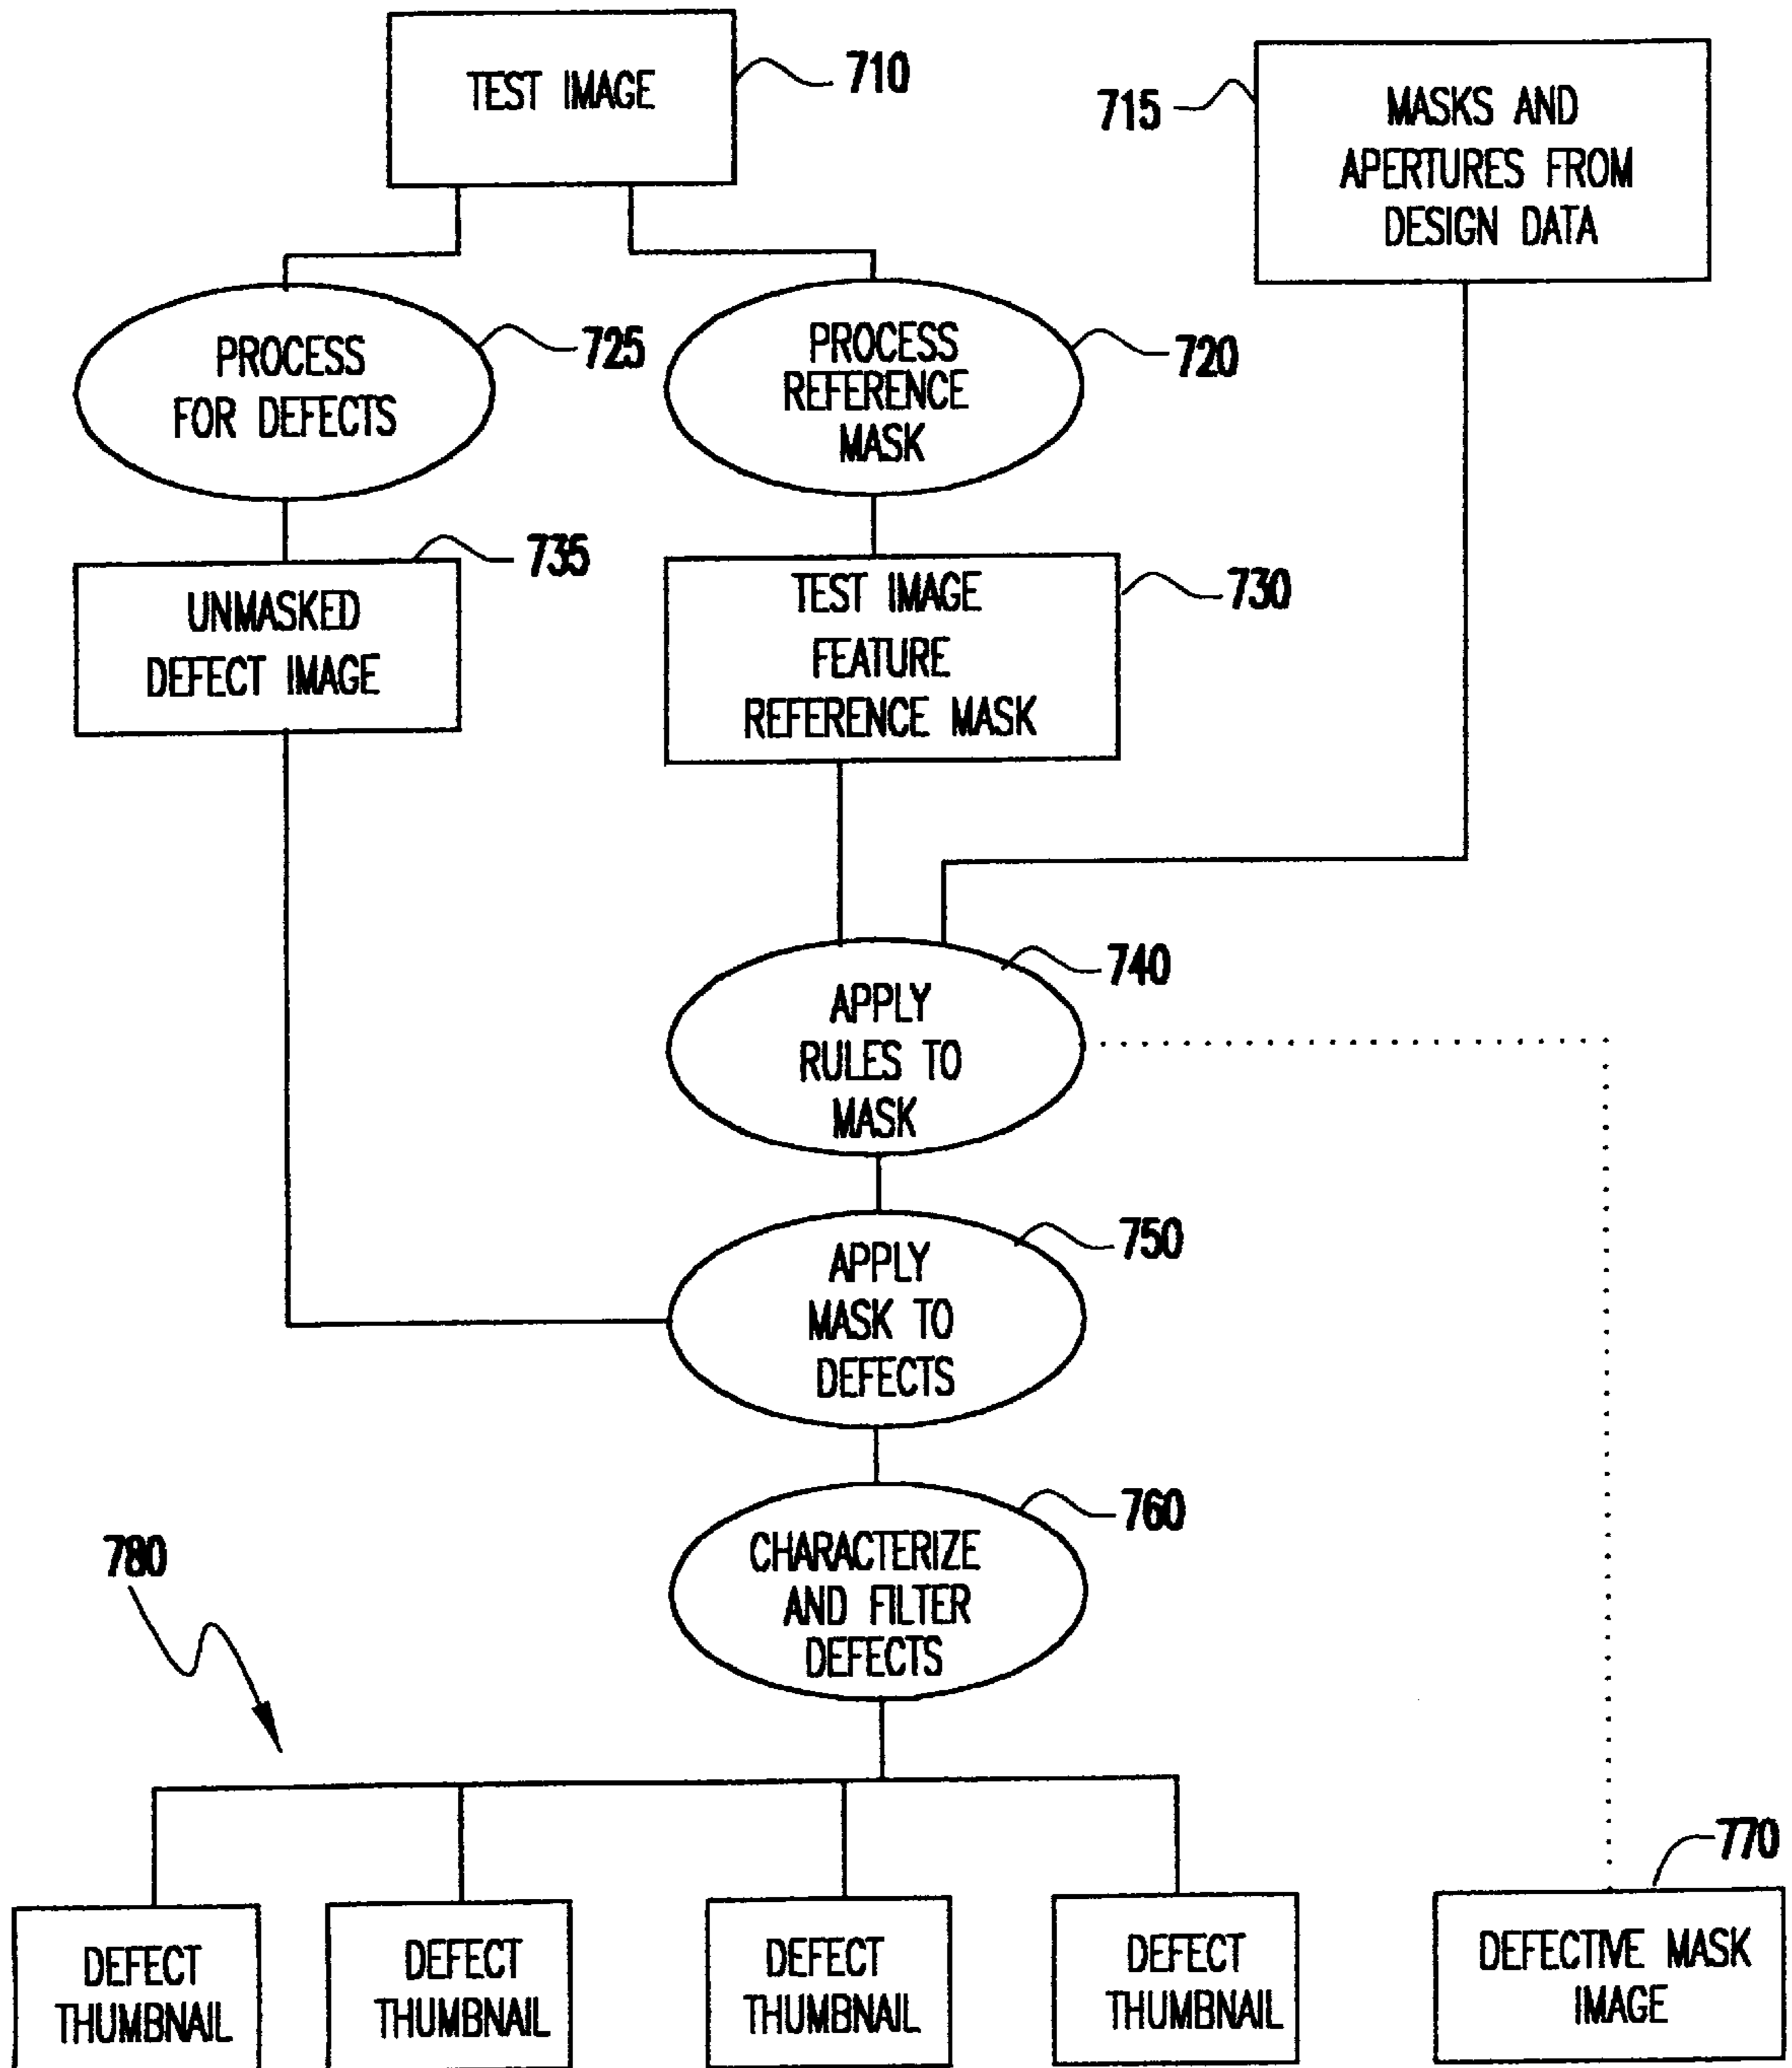 TEST IMAGE
710
715
MASKS AND
APERTURES FROM
DESIGN DATA
PROCESS
FOR DEFECTS
725
PROCESS
REFERENCE
MASK
720
735
UNMASKED
DEFECT IMAGE
TEST IMAGE
FEATURE
REFERENCE MASK
730
740
APPLY
RULES TO
MASK
750
APPLY
MASK TO
DEFECTS
760
CHARACTERIZE
AND FILTER
DEFECTS
780
770
DEFECT
THUMBNAIL
DEFECT
THUMBNAIL
DEFECT
THUMBNAIL
DEFECT
THUMBNAIL
DEFECTIVE MASK
IMAGE